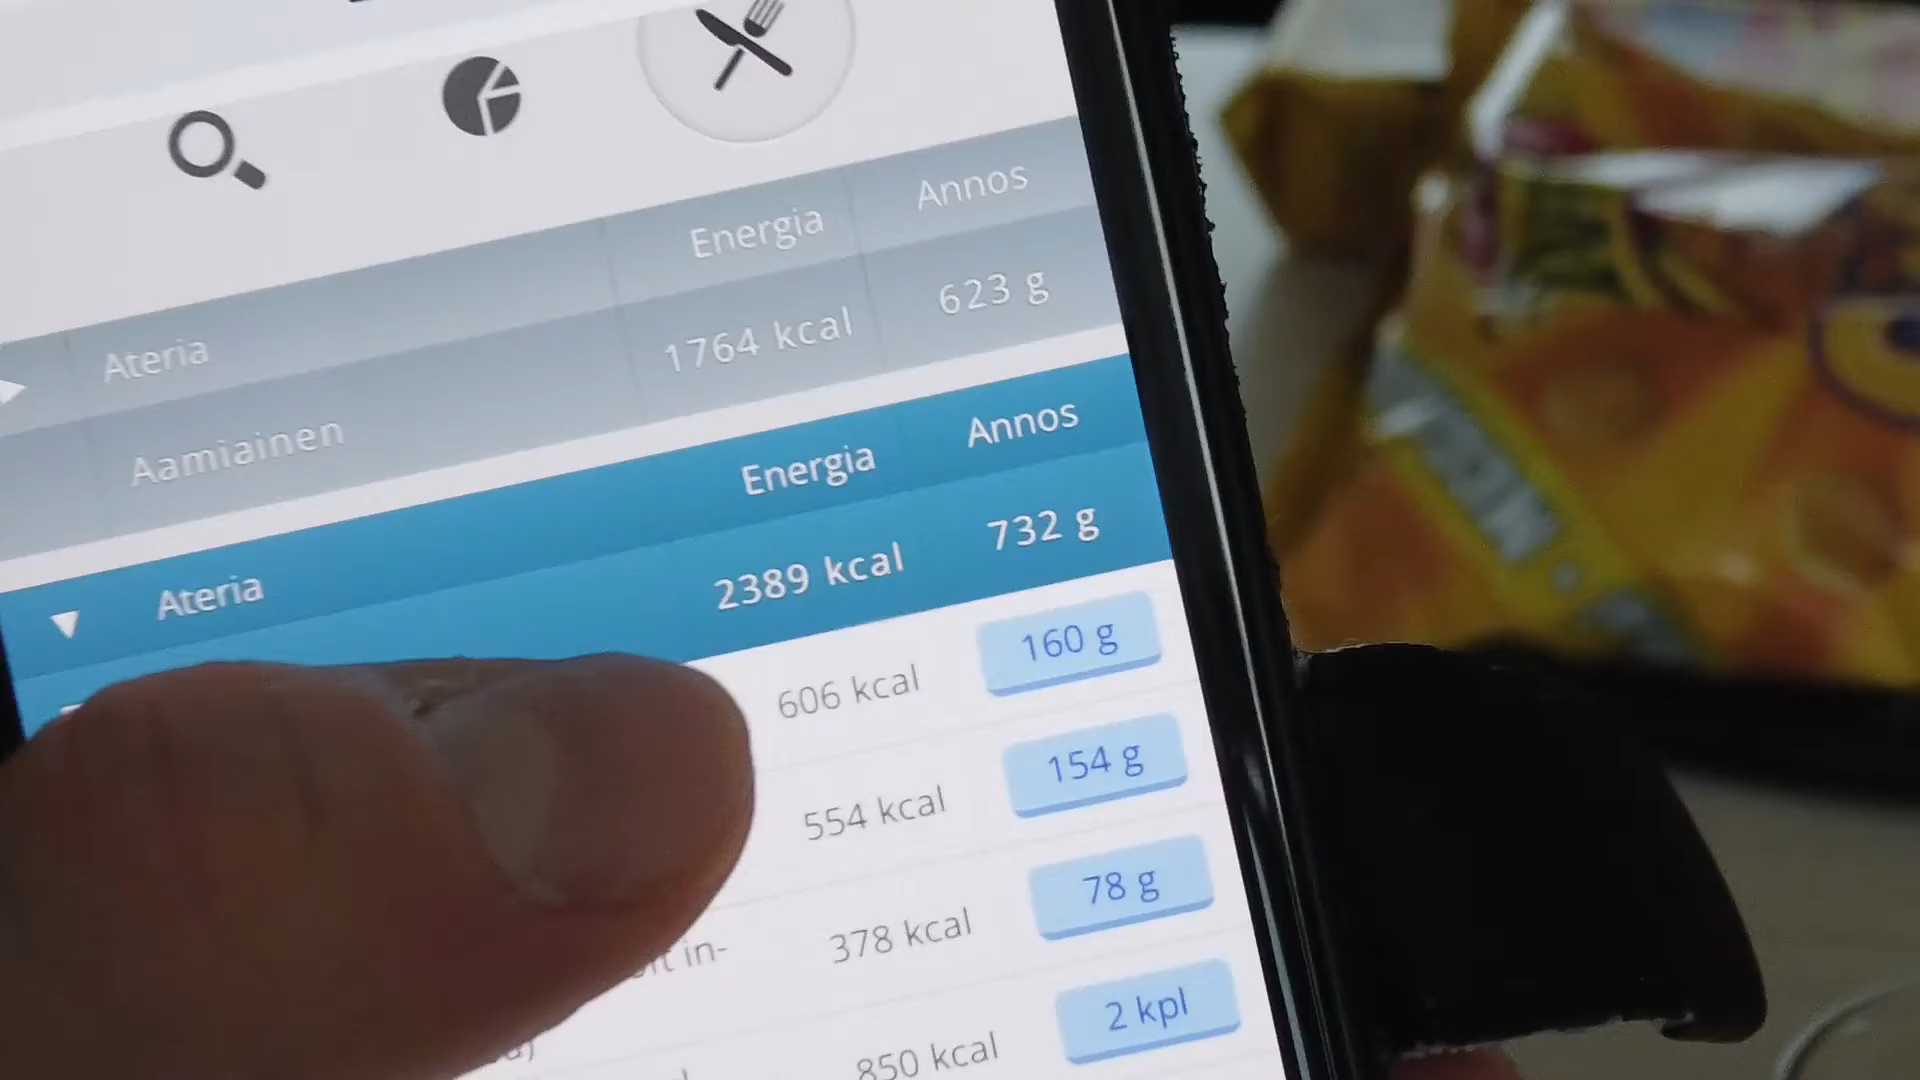 Energia Annos
Ateria 1764 kcal 623 g
Aamiainen
Energia Annos
Ateria 2389 kcal 732 g
606 kcal 160 g
554 kcal 154 g
in- 378 kcal 78 g
850 kcal 2 kpl